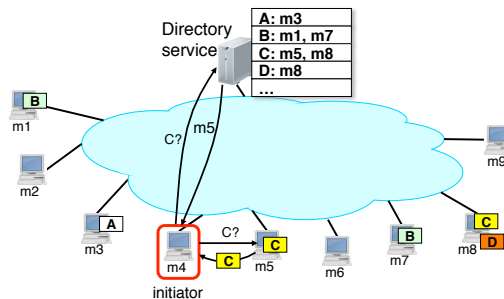 Directory
service
A: m3
B: m1, m7
C: m5, m8
D: m8
...
B
m1
C?
m5
m2
m9
A
m3
C?
C
C
B
C
D
m4
m5
m6
m7
m8
initiator